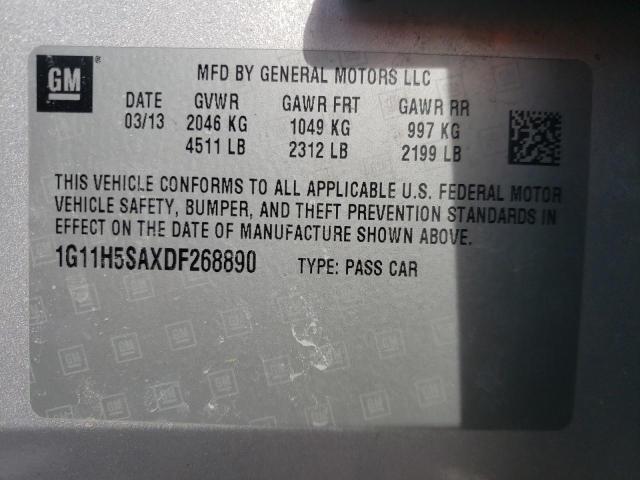 GM ®
MFD BY GENERAL MOTORS LLC
DATE GVWR GAWR FRT GAWR RR
03/13 2046 KG 1049 KG 997 KG
4511 LB 2312 LB 2199 LB
THIS VEHICLE CONFORMS TO ALL APPLICABLE U.S. FEDERAL MOTOR
VEHICLE SAFETY, BUMPER, AND THEFT PREVENTION STANDARDS IN
EFFECT ON THE DATE OF MANUFACTURE SHOWN ABOVE.
1G11H5SAXDF268890 TYPE: PASS CAR